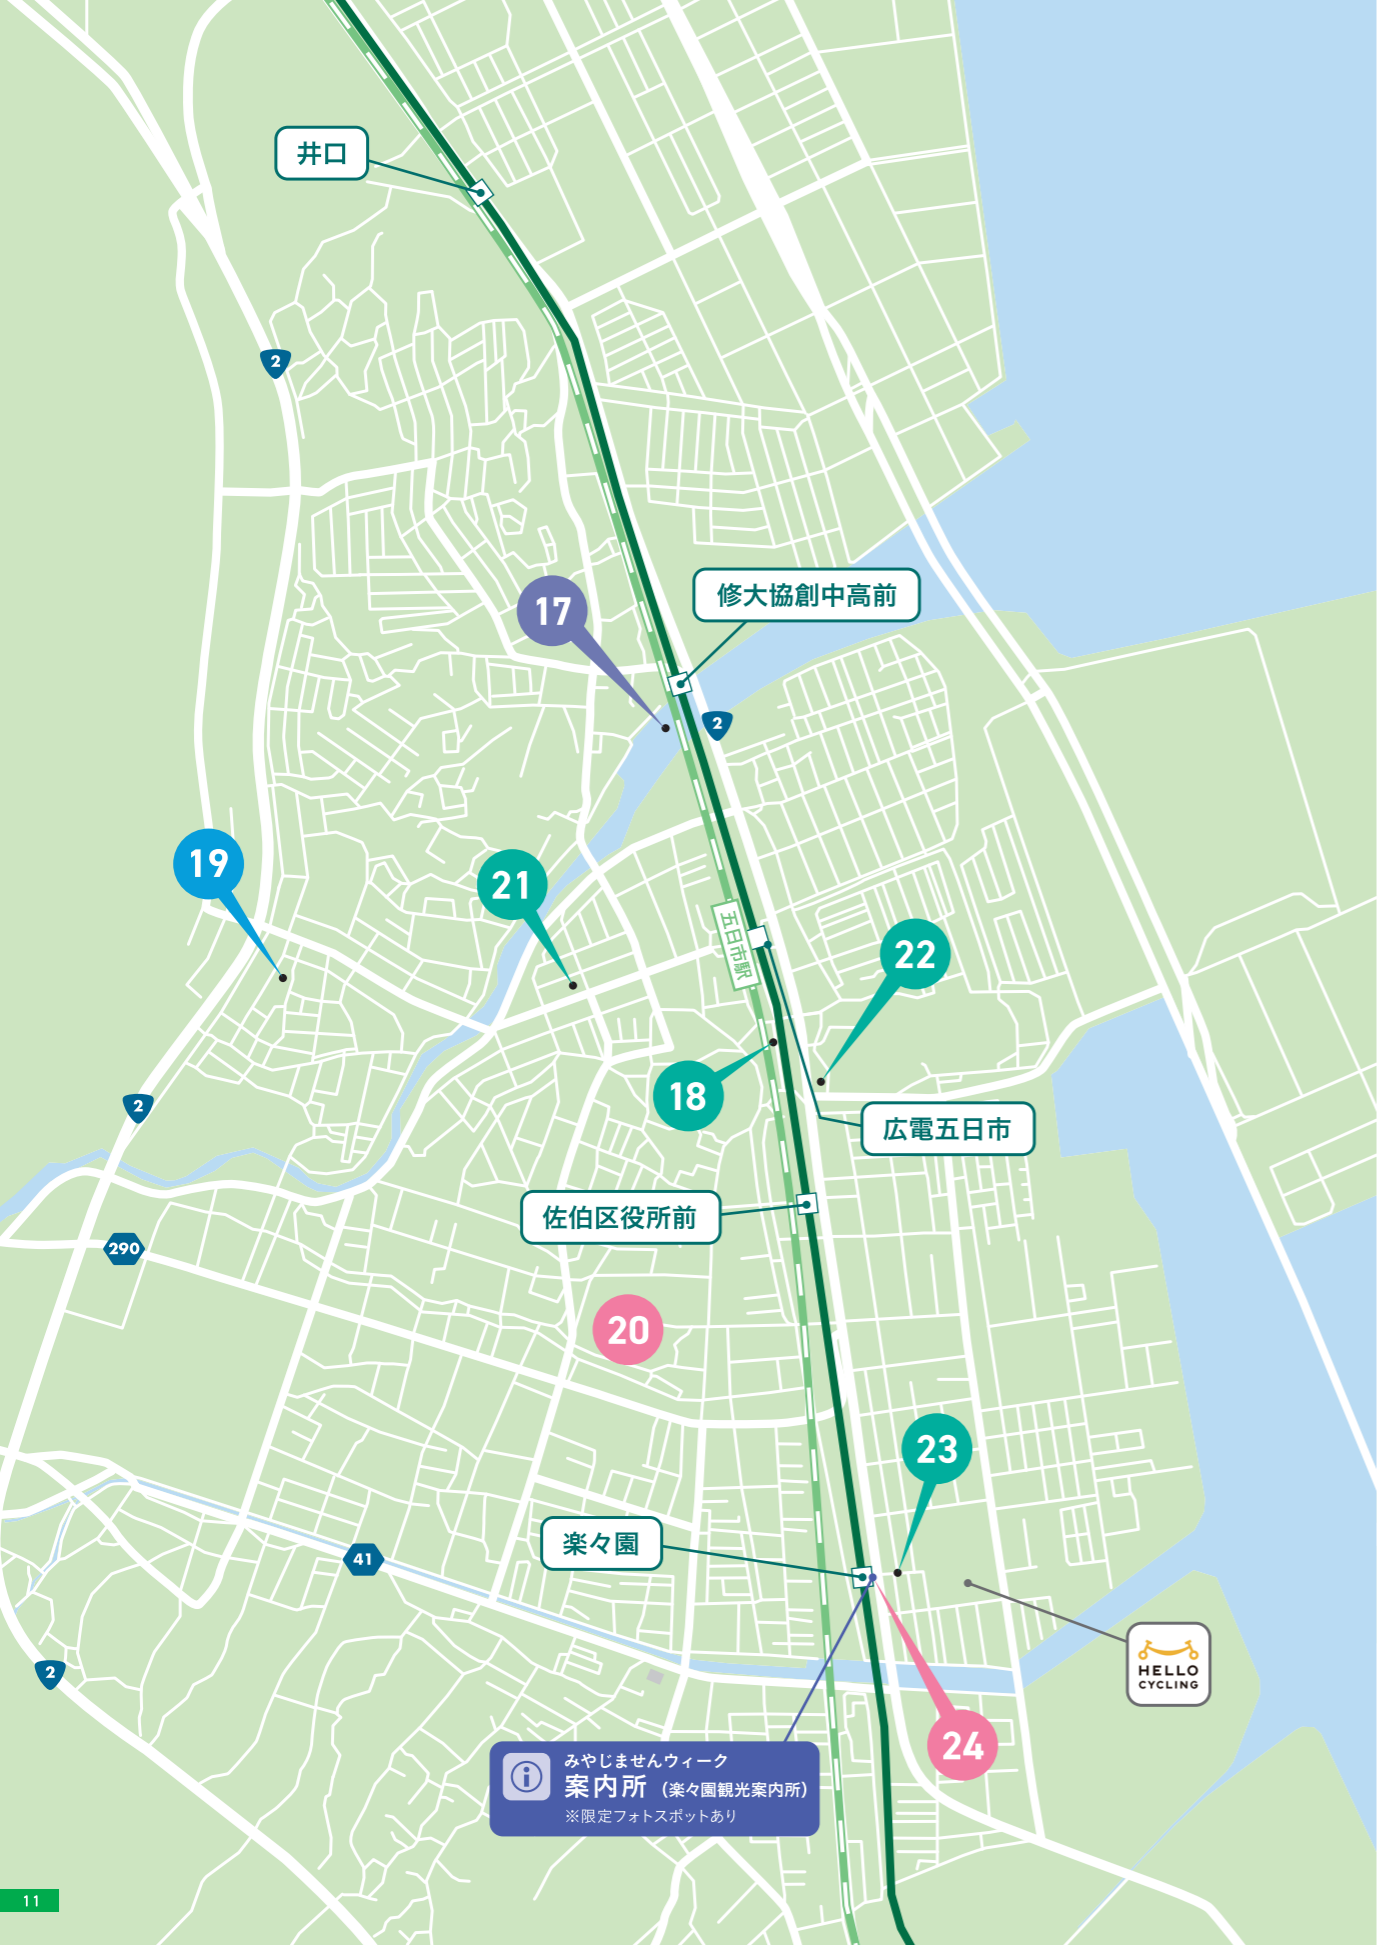 井口
2
修大協創中高前
17
2
19
21
五日市駅
22
18
2
広電五日市
佐伯区役所前
290
20
23
楽々園
41
HELLO
CYCLING
2
24
みやじませんウィーク
案内所 (楽々園観光案内所)
※限定フォトスポットあり
11